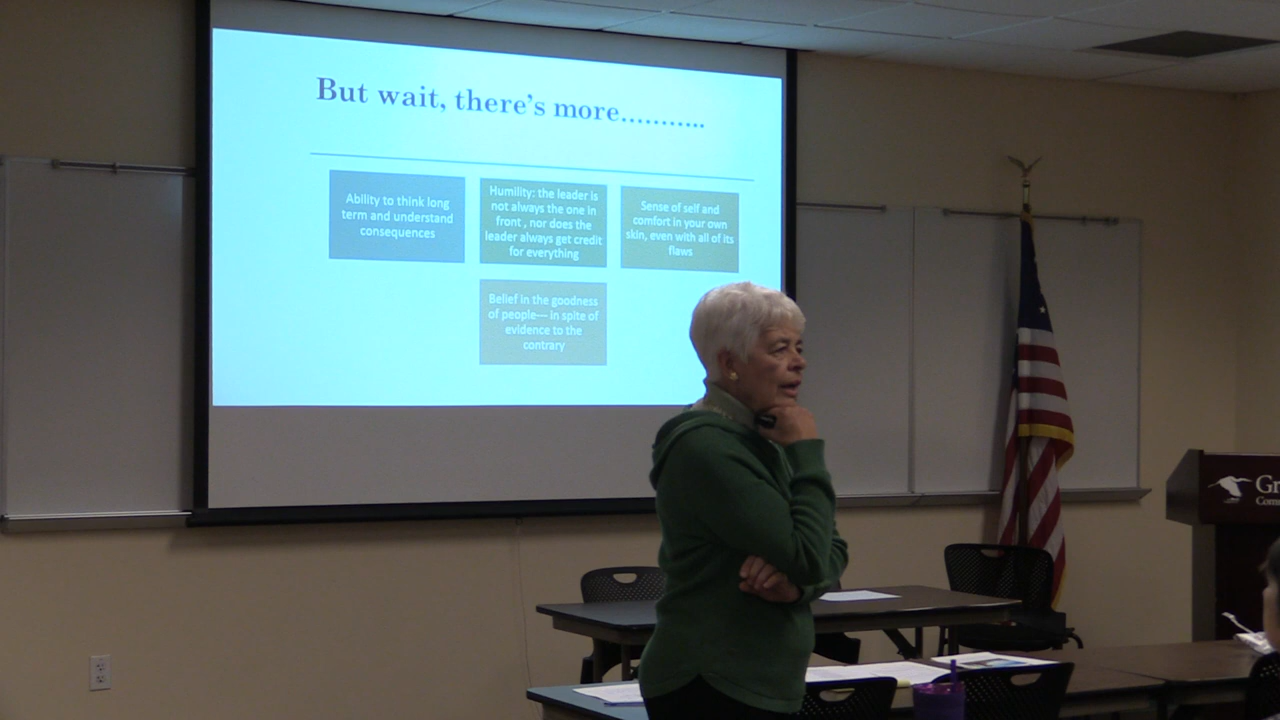 But wait, there's more...........
Ability to think long
term and understand
consequences
Humility: the leader is
not always the one in
front , nor does the
leader always get credit
for everything
Sense of self and
comfort in your own
skin, even with all of its
flaws
Belief in the goodness
of people--- in spite of
evidence to the
contrary
Gr
Com